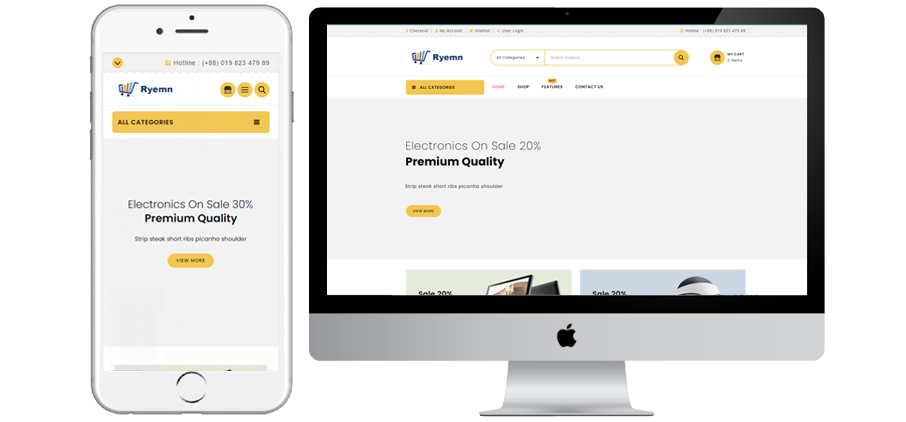 Hotline : (+88) 019 823 479 89
Ryemn
ALL CATEGORIES
Electronics On Sale 30%
Premium Quality
Strip steak short ribs picanha shoulder
VIEW MORE
Checkout My Account Wishlist User Login
Hotline : (+88) 019 823 479 89
Ryemn
All Categories Search Products
MY CART
0 items
ALL CATEGORIES
HOT
HOME SHOP FEATURES CONTACT US
Electronics On Sale 20%
Premium Quality
Strip steak short ribs picanha shoulder
VIEW MORE
Sale 20%
Sale 20%